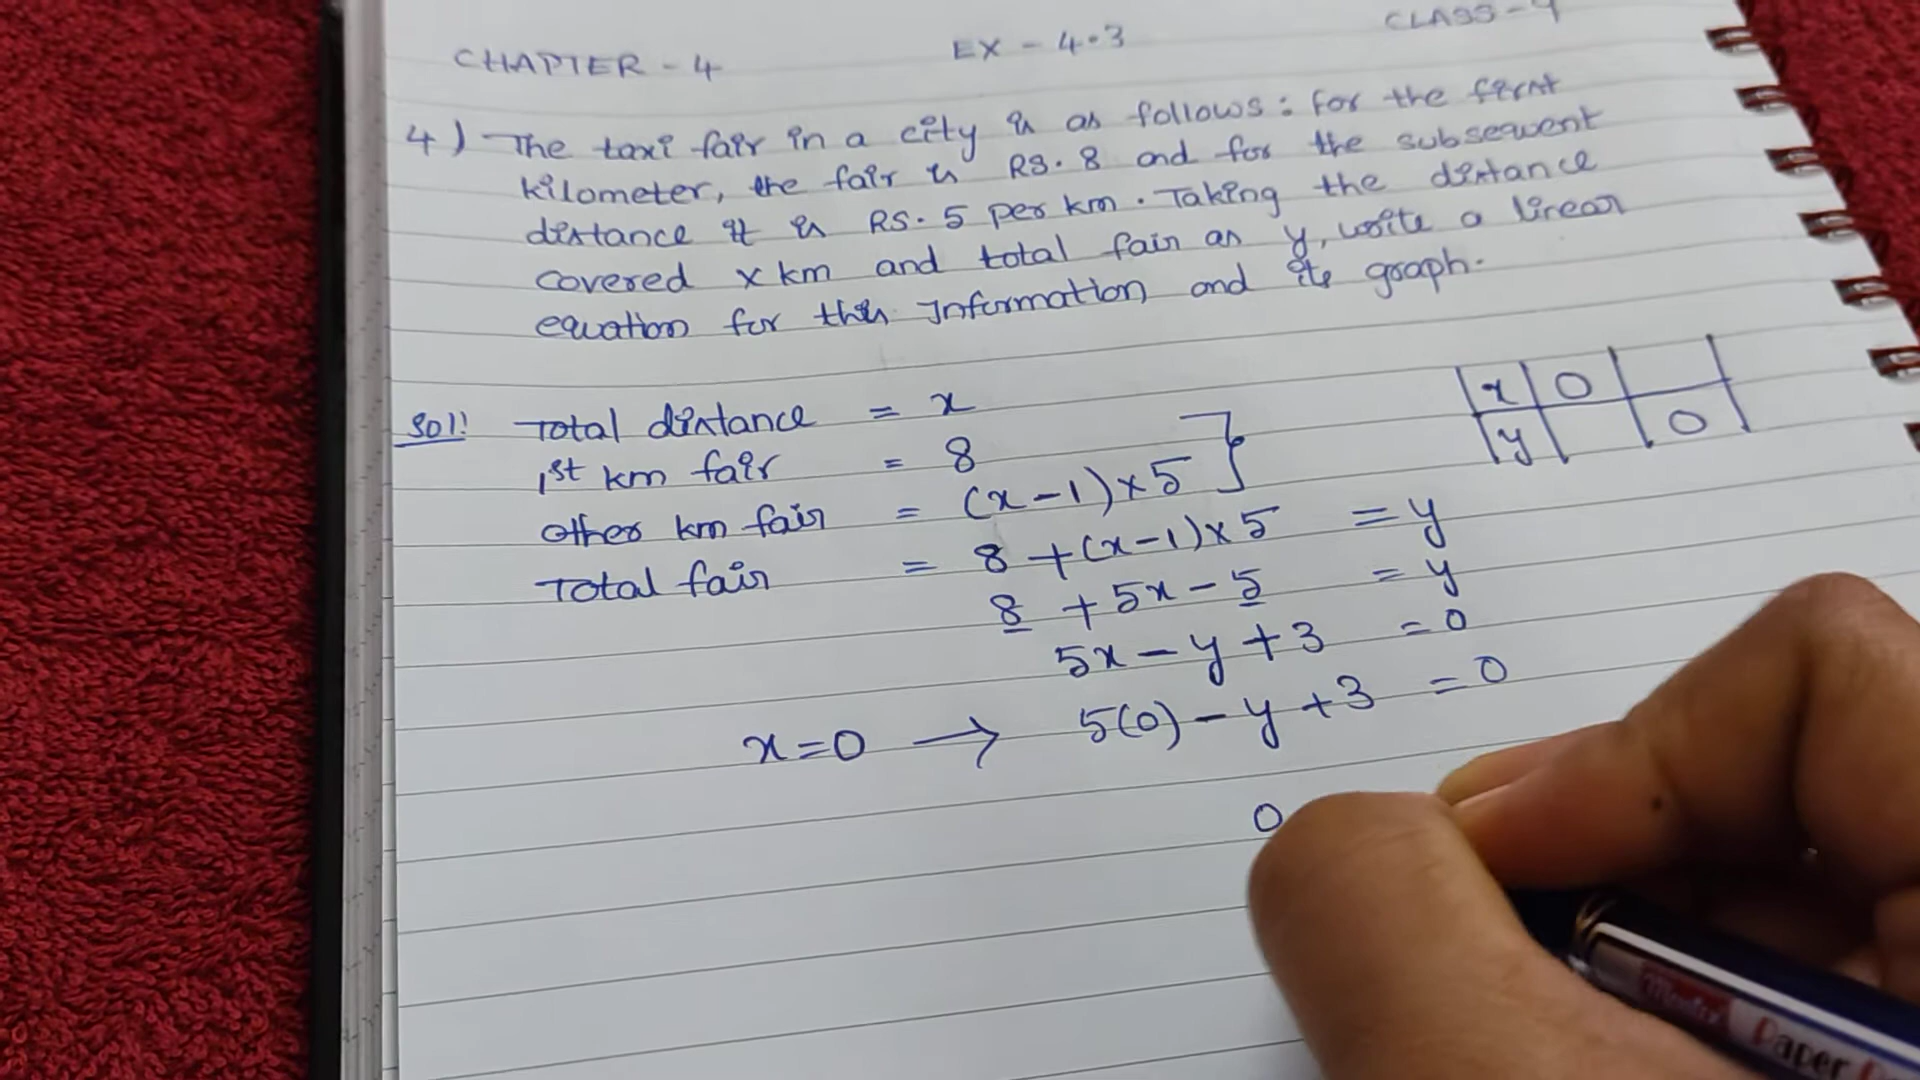 CHAPTER - 4 EX - 4.3 CLASS - 9
4) The taxi fair in a city is as follows: for the first
kilometer, the fair is RS. 8 and for the subsequent
distance it is RS. 5 per km. Taking the distance
covered x km and total fair as y, write a linear
equation for this Information and its graph.
Sol: Total distance = x
1st km fair = 8
other km fair = (x-1)×5
Total fair = 8 + (x-1)×5 = y
8 + 5x - 5 = y
5x - y + 3 = 0
x=0 → 5(0) - y + 3 = 0
0
x 0
y 0
Paper